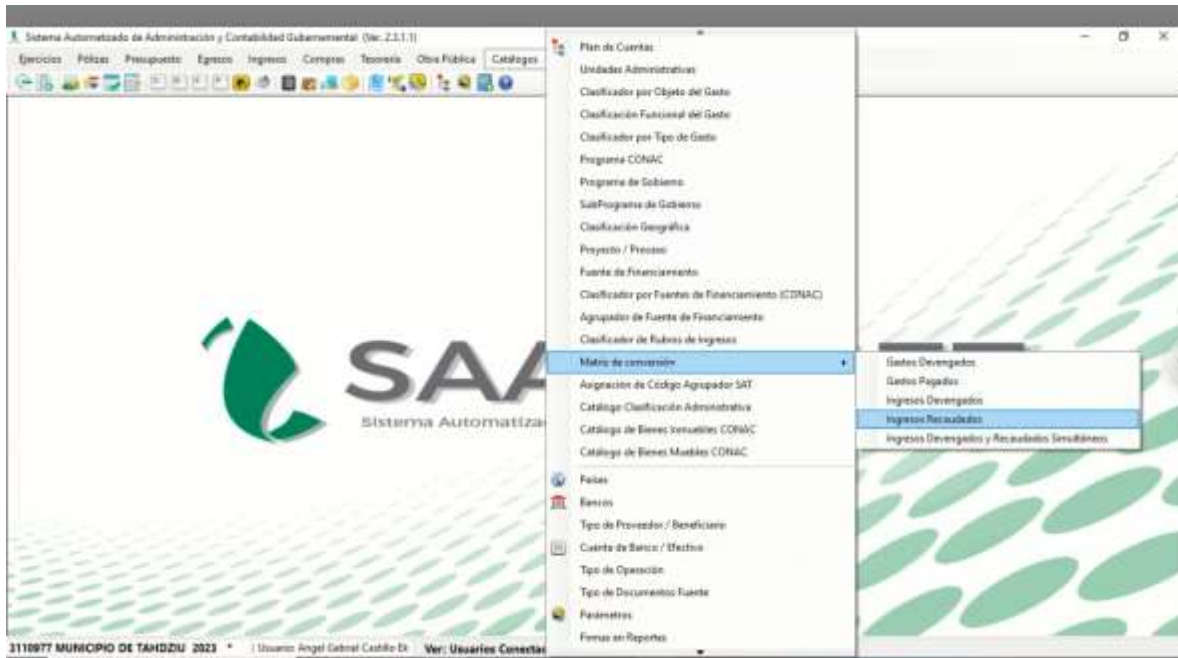 Sistema Automatizado de Administración y Contabilidad Gubernamental (Ver. 2.3.1.1)
Ejercicios Pólizas Presupuesto Egresos Ingresos Compras Tesorería Obra Pública Catálogos
Plan de Cuentas
Unidades Administrativas
Clasificador por Objeto del Gasto
Clasificación Funcional del Gasto
Clasificador por Tipo de Gasto
Programa CONAC
Programa de Gobierno
SubPrograma de Gobierno
Clasificación Geográfica
Proyecto / Proceso
Fuente de Financiamiento
Clasificador por Fuentes de Financiamiento (CONAC)
Agrupador de Fuente de Financiamiento
Clasificador de Rubros de Ingresos
Matriz de conversión
Asignación de Código Agrupador SAT
Catálogo Clasificación Administrativa
Catálogo de Bienes Inmuebles CONAC
Catálogo de Bienes Muebles CONAC
Países
Bancos
Tipo de Proveedor / Beneficiario
Cuenta de Banco / Efectivo
Tipo de Operación
Tipo de Documentos Fuente
Parámetros
Firmas en Reportes
Gastos Devengados
Gastos Pagados
Ingresos Devengados
Ingresos Recaudados
Ingresos Devengados y Recaudados Simultáneos
SAA
Sistema Automatiza
3110977 MUNICIPIO DE TAHDZIU 2023 * | Usuario: Angel Gabriel Castillo Ek Ver: Usuarios Conectad